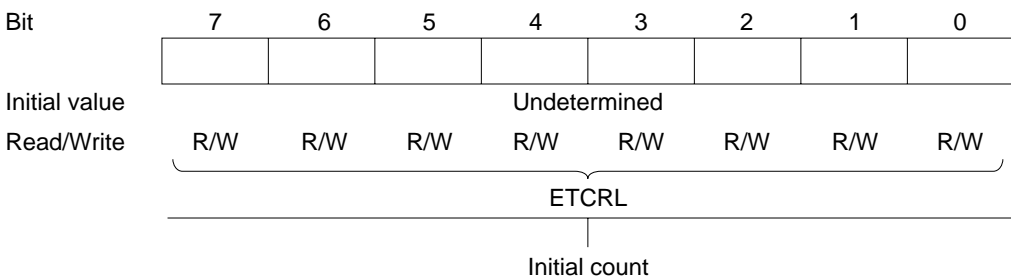 Bit 7 6 5 4 3 2 1 0
Initial value Undetermined
Read/Write R/W R/W R/W R/W R/W R/W R/W R/W
ETCRL
Initial count